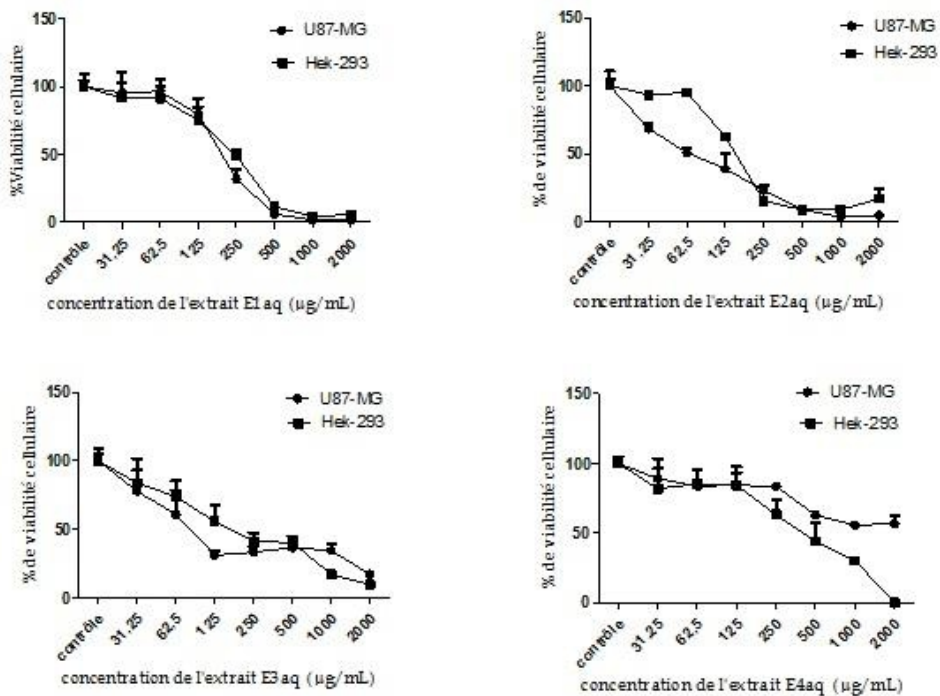 150
100
50
0
%Viabilité cellulaire
U87-MG
Hek-293
contrôle
31.25
62.5
125
250
500
1000
2000
concentration de l'extrait E1aq (µg/mL)
150
100
50
0
% de viabilité cellulaire
U87-MG
Hek-293
contrôle
31.25
62.5
125
250
500
1000
2000
concentration de l'extrait E2aq (µg/mL)
150
100
50
0
% de viabilité cellulaire
U87-MG
Hek-293
contrôle
31.25
62.5
125
250
500
1000
2000
concentration de l'extrait E3aq (µg/mL)
150
100
50
0
% de viabilité cellulaire
U87-MG
Hek-293
contrôle
31.25
62.5
125
250
500
1000
2000
concentration de l'extrait E4aq (µg/mL)